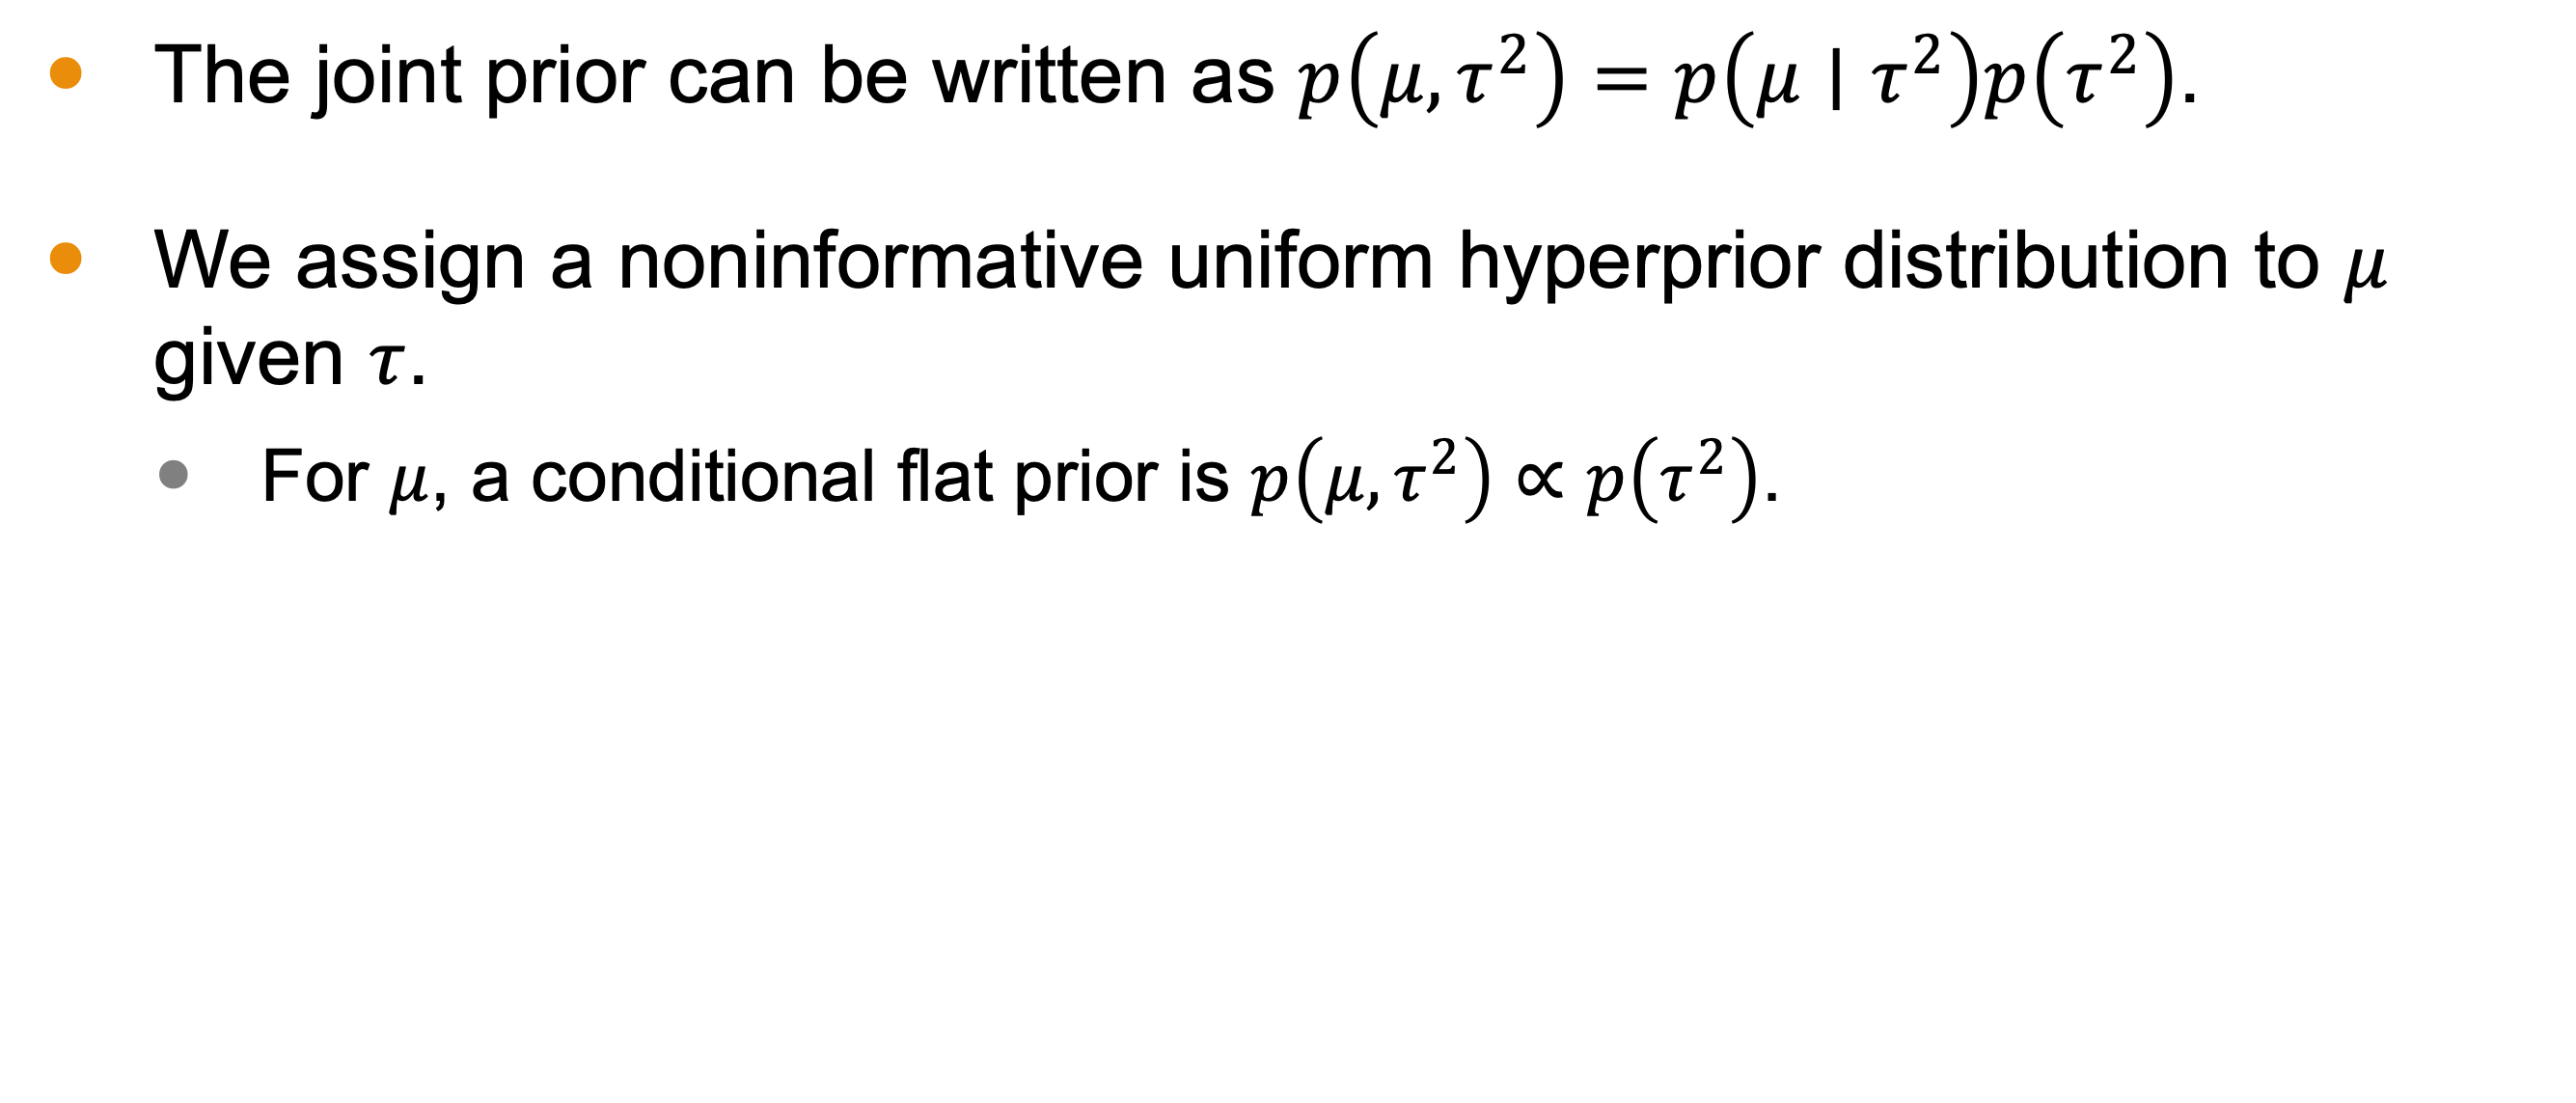 • The joint prior can be written as 𝑝(𝜇, 𝜏²) = 𝑝(𝜇 | 𝜏²)𝑝(𝜏²).
• We assign a noninformative uniform hyperprior distribution to 𝜇
given 𝜏.
• For 𝜇, a conditional flat prior is 𝑝(𝜇, 𝜏²) ∝ 𝑝(𝜏²).